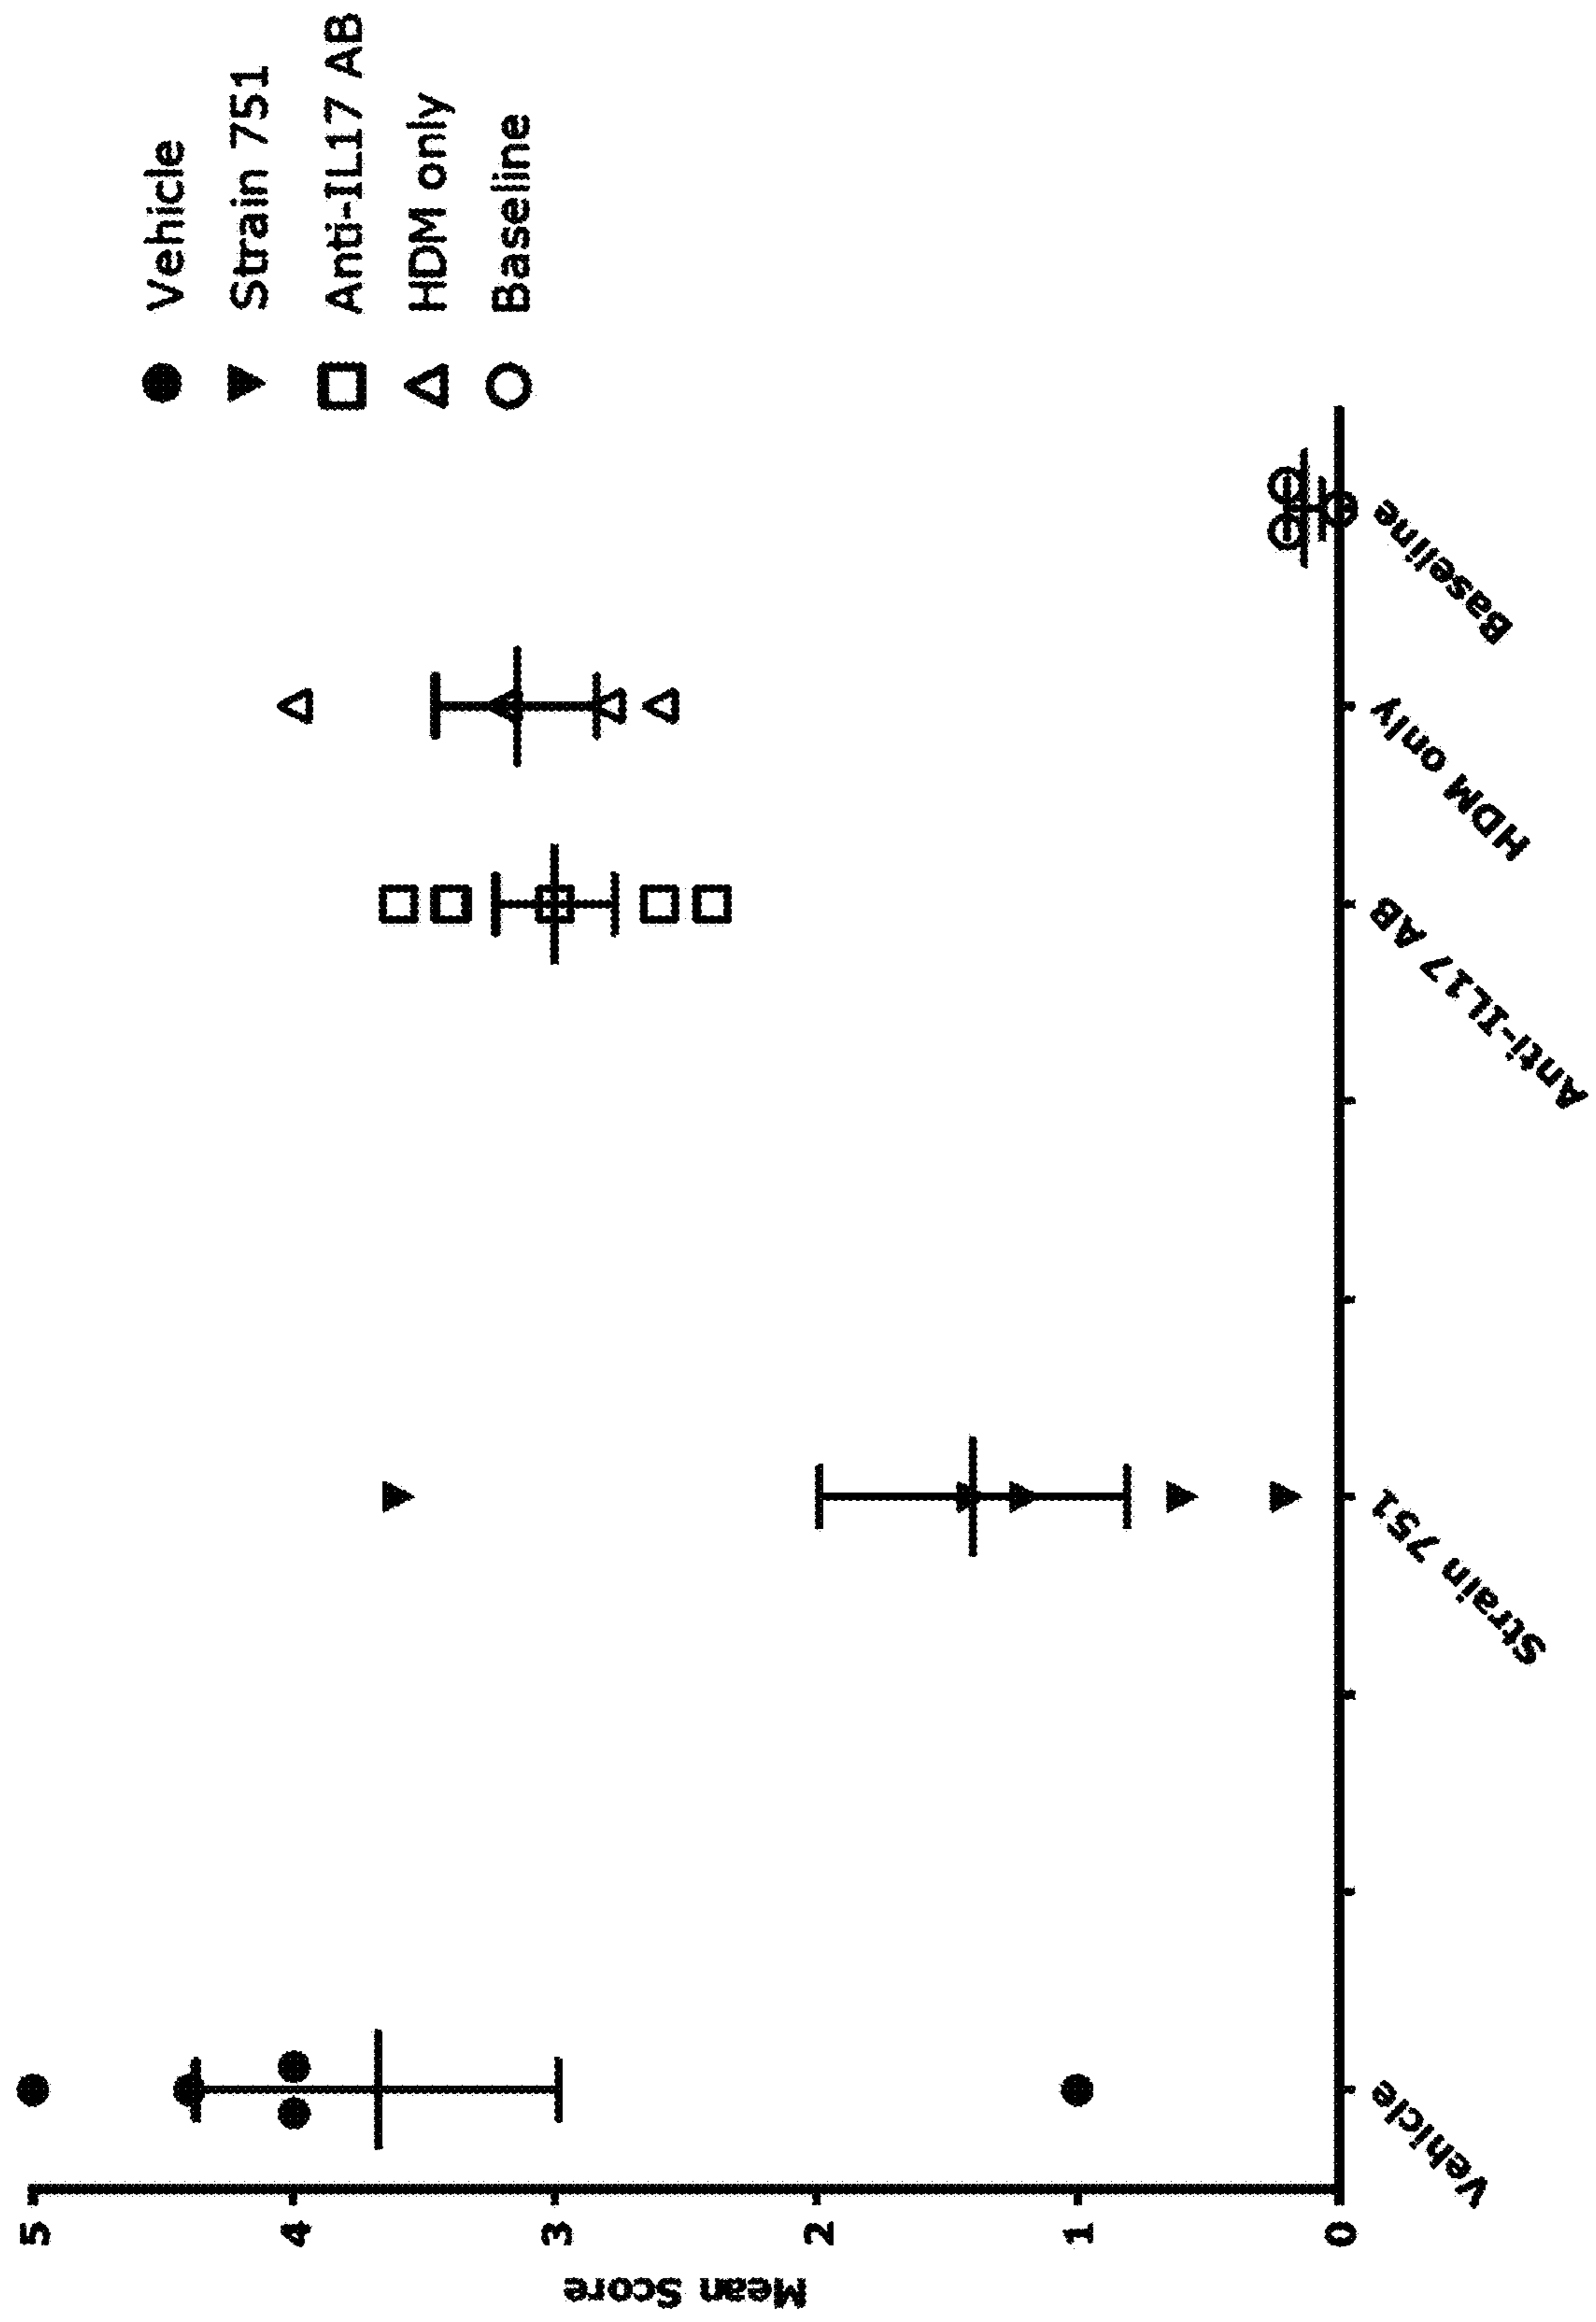 Vehicle
Strain 751
Anti-IL17 AB
HDM only
Baseline
Mean Score
5
4
3
2
1
0
Vehicle
Strain 751
Anti-IL17 AB
HDM only
Baseline